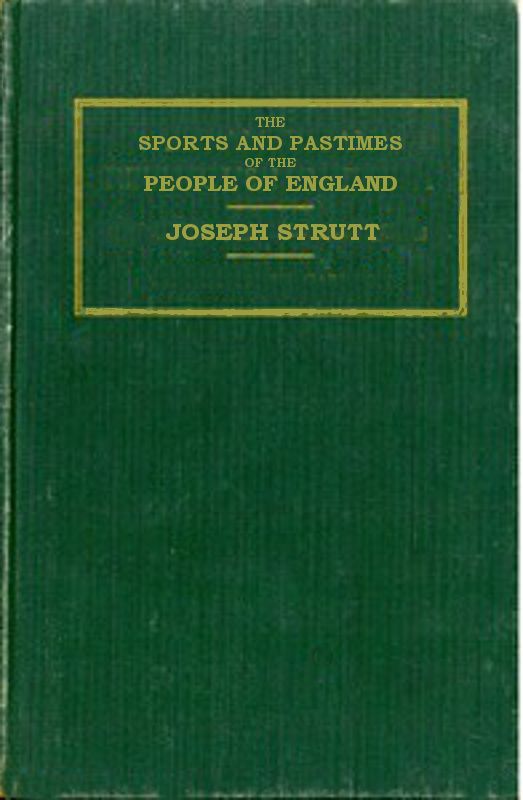 THE
SPORTS AND PASTIMES
OF THE
PEOPLE OF ENGLAND
JOSEPH STRUTT